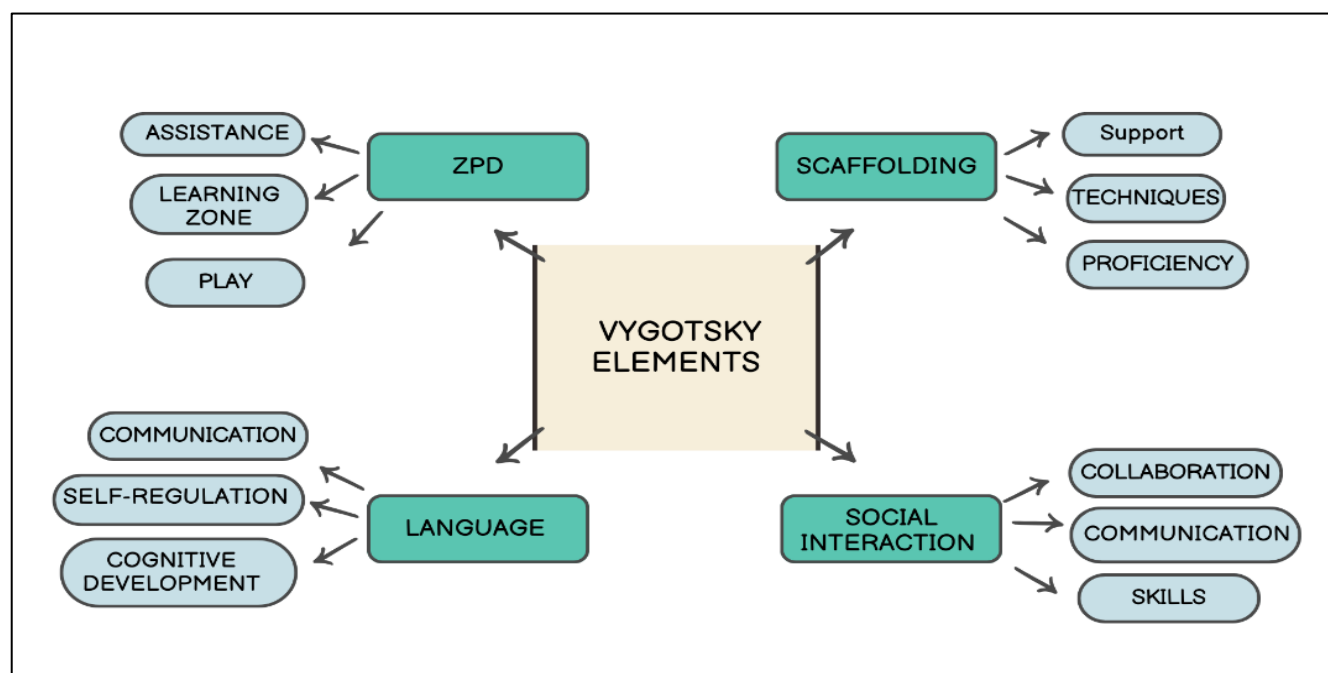 ASSISTANCE
LEARNING
ZONE
PLAY
ZPD
SCAFFOLDING
Support
TECHNIQUES
PROFICIENCY
VYGOTSKY
ELEMENTS
COMMUNICATION
SELF-REGULATION
COGNITIVE
DEVELOPMENT
LANGUAGE
SOCIAL
INTERACTION
COLLABORATION
COMMUNICATION
SKILLS